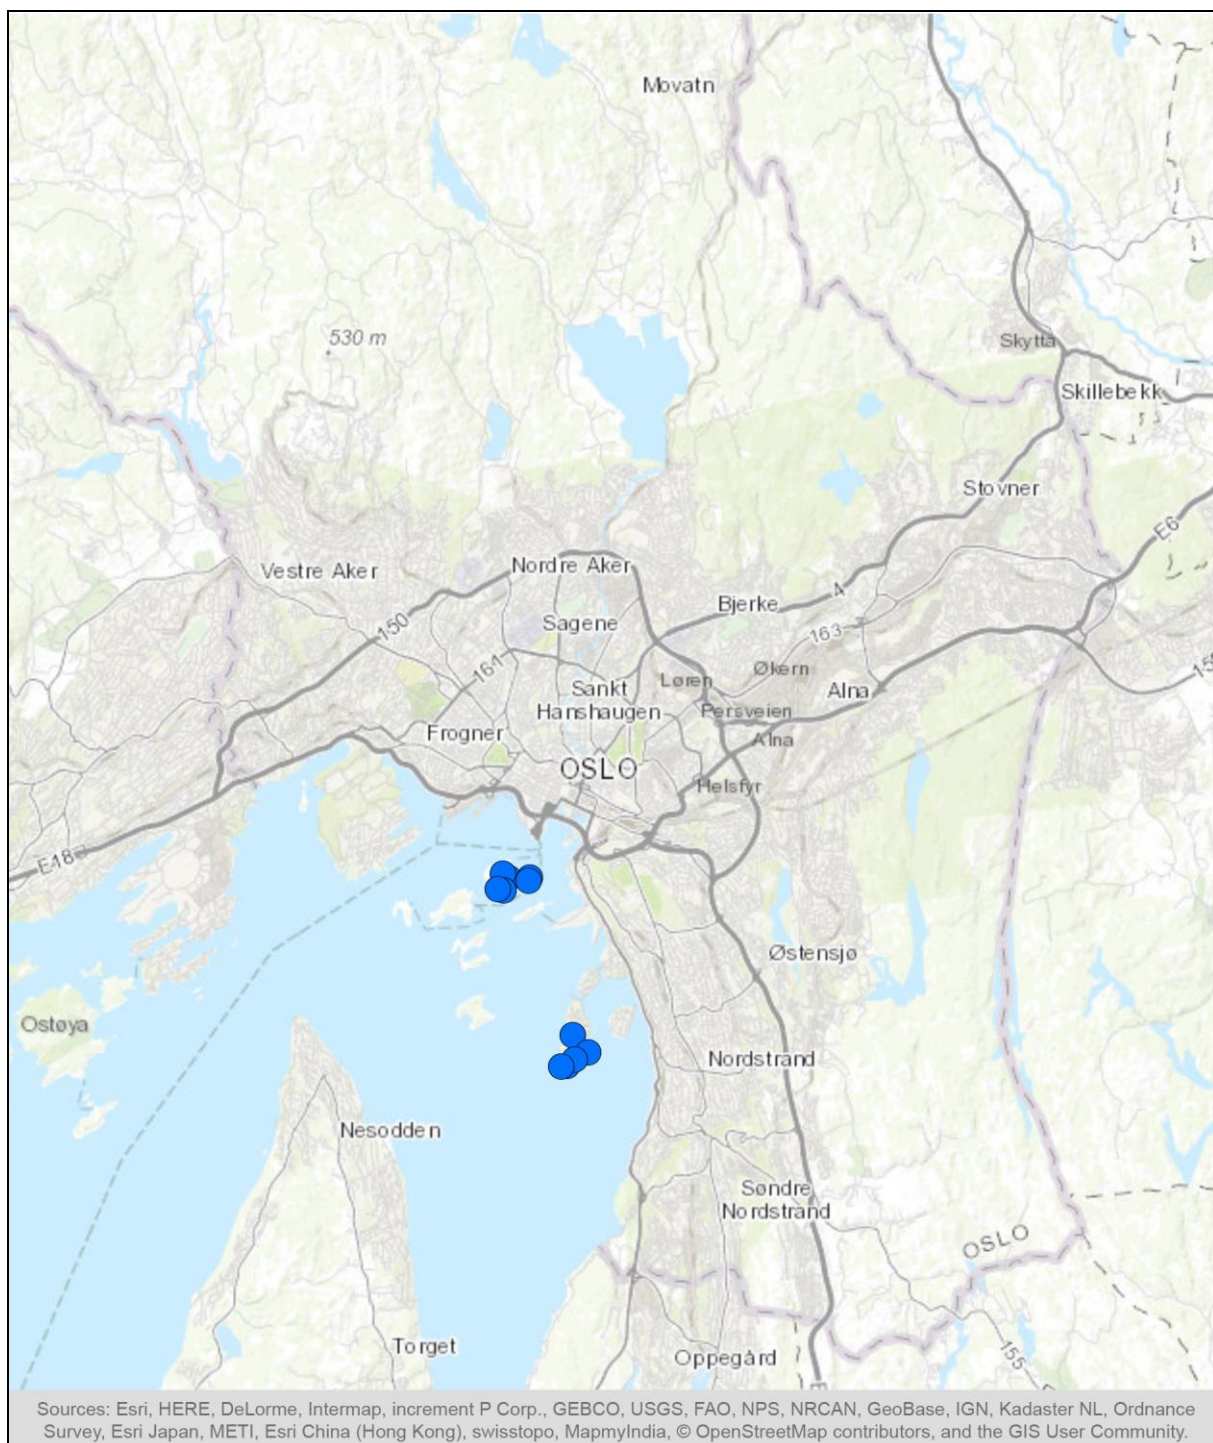 Movatn
530 m
Skytta
Skillebekk
Stovner
E6
Vestre Aker
Nordre Aker
Bjerke
4
150
Sagene
163
161
Økern
Løren
Sankt
Hanshaugen
Alna
Persveien
Frogner
Alna
OSLO
Helsfyr
E18
Østensjø
Ostøya
Nordstrand
Nesodden
Søndre
Nordstrand
OSLO
Torget
Oppegård
155
Sources: Esri, HERE, DeLorme, Intermap, increment P Corp., GEBCO, USGS, FAO, NPS, NRCAN, GeoBase, IGN, Kadaster NL, Ordnance
Survey, Esri Japan, METI, Esri China (Hong Kong), swisstopo, MapmyIndia, © OpenStreetMap contributors, and the GIS User Community.